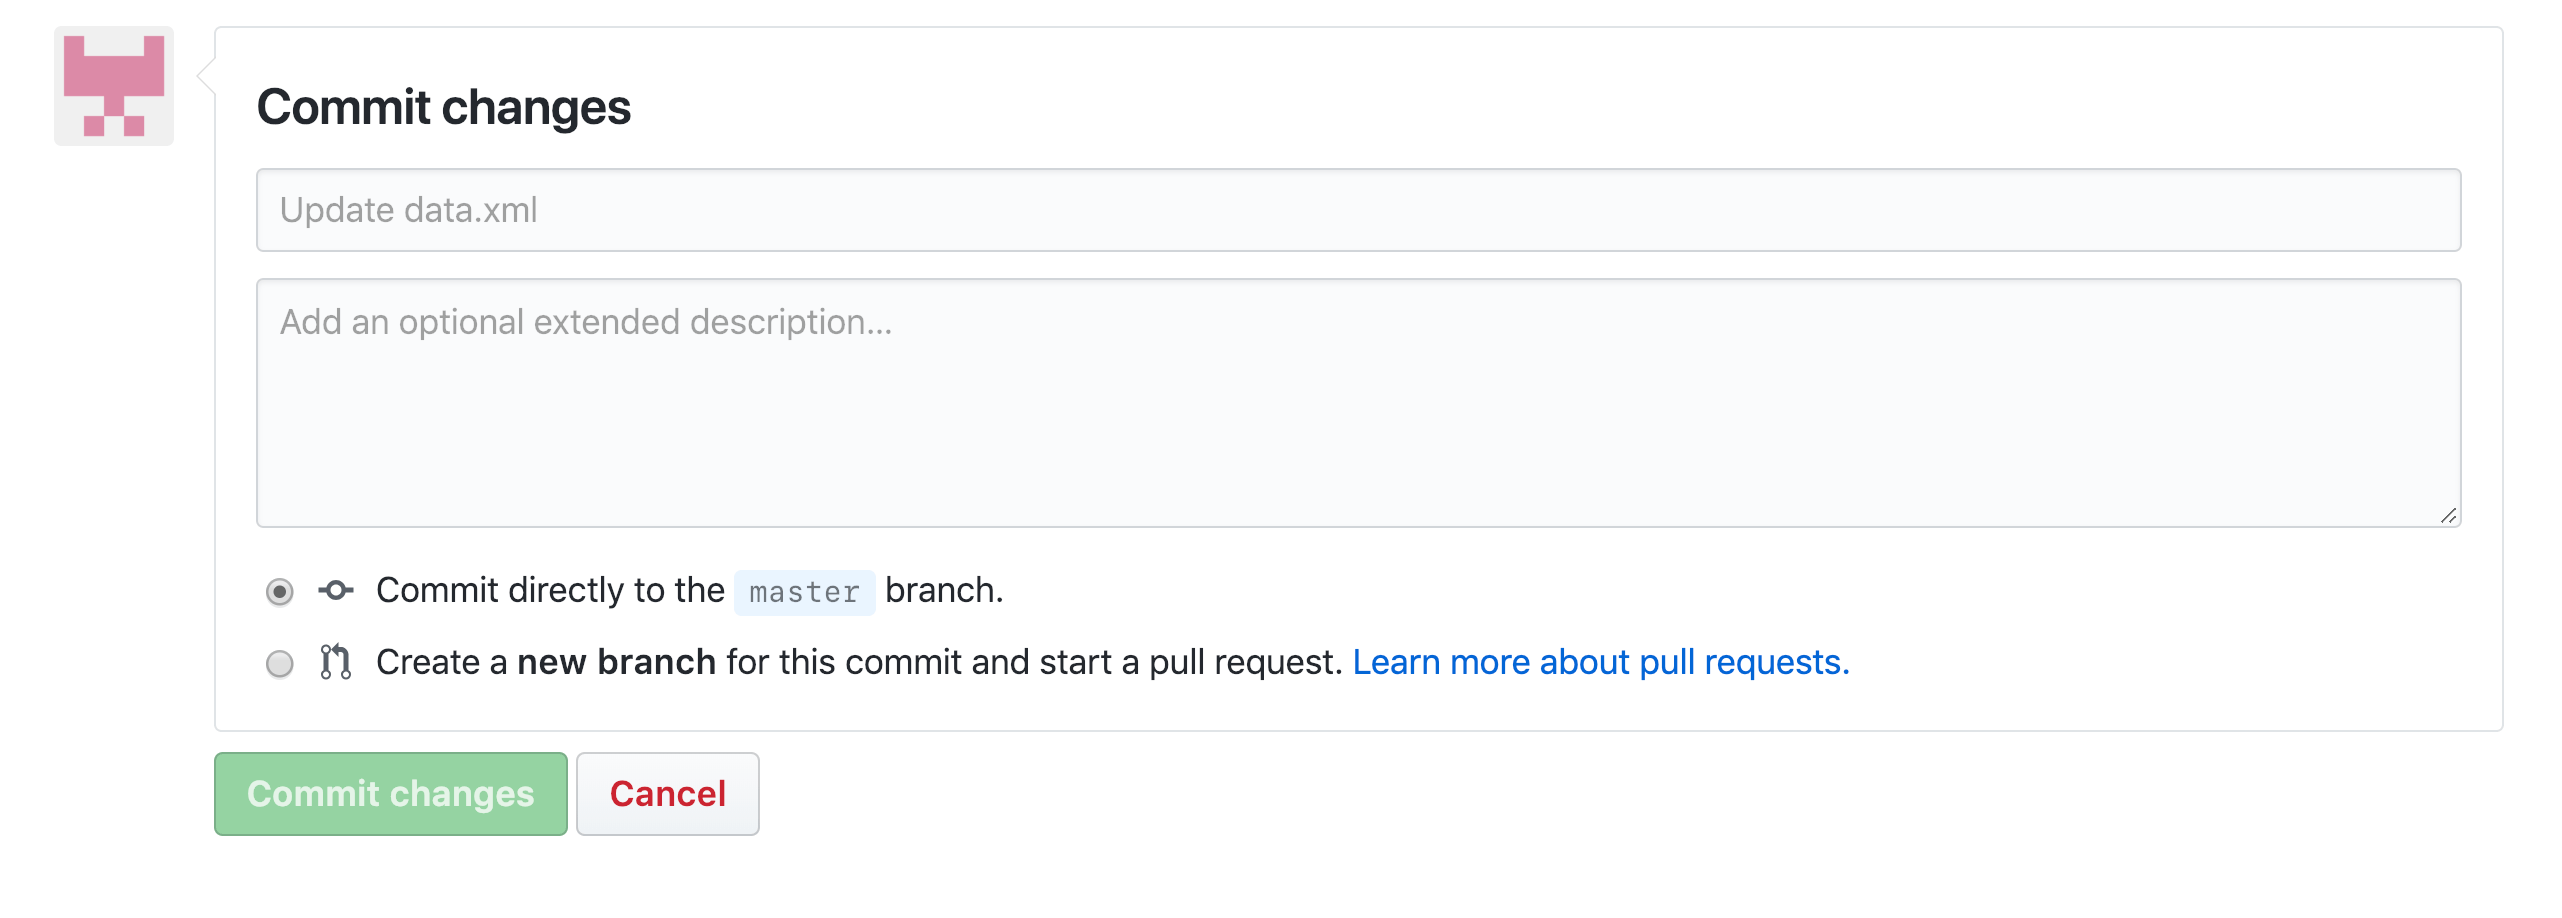 Commit changes
Update data.xml
Add an optional extended description...
Commit directly to the master branch.
Create a new branch for this commit and start a pull request. Learn more about pull requests.
Commit changes Cancel